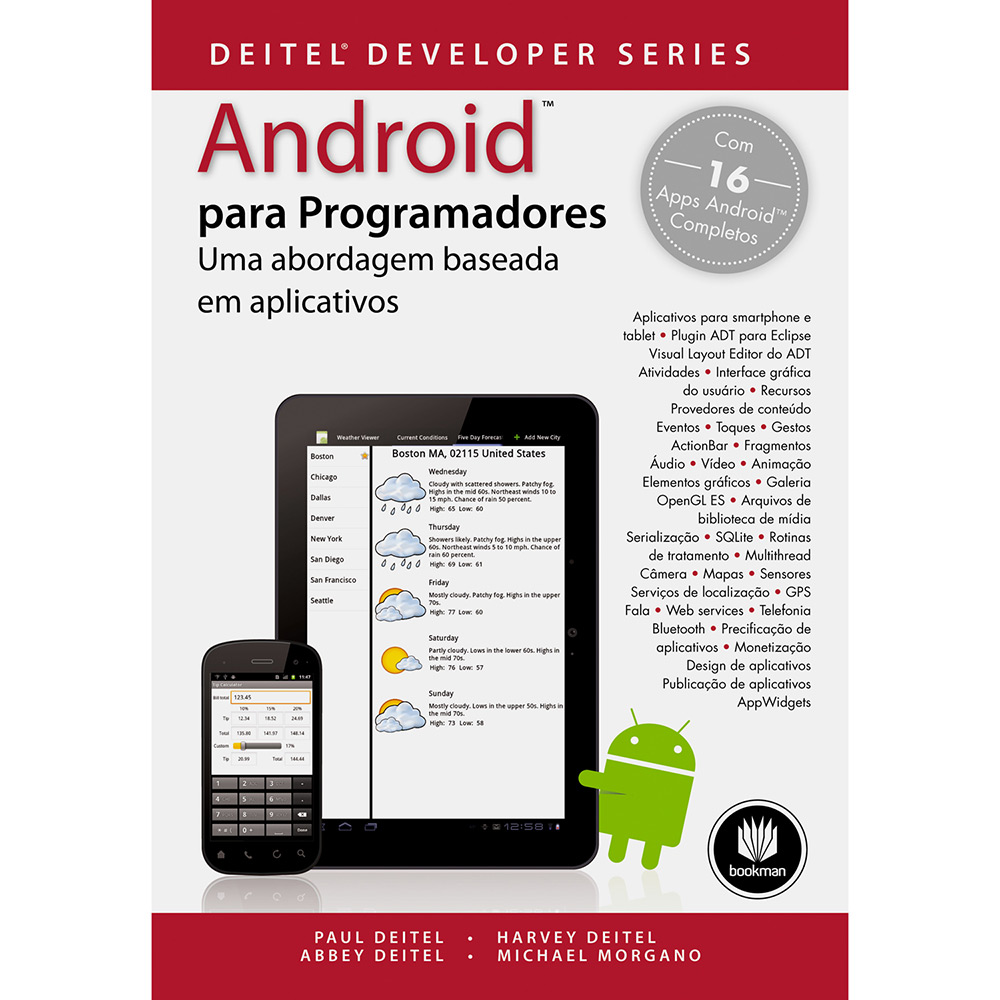 DEITEL® DEVELOPER SERIES
Android™
para Programadores
Uma abordagem baseada
em aplicativos
Com
16
Apps Android™
Completos
Aplicativos para smartphone e
tablet • Plugin ADT para Eclipse
Visual Layout Editor do ADT
Atividades • Interface gráfica
do usuário • Recursos
Provedores de conteúdo
Eventos • Toques • Gestos
ActionBar • Fragmentos
Áudio • Vídeo • Animação
Elementos gráficos • Galeria
OpenGL ES • Arquivos de
biblioteca de mídia
Serialização • SQLite • Rotinas
de tratamento • Multithread
Câmera • Mapas • Sensores
Serviços de localização • GPS
Fala • Web services • Telefonia
Bluetooth • Precificação de
aplicativos • Monetização
Design de aplicativos
Publicação de aplicativos
AppWidgets
Weather Viewer Current Conditions Five Day Forecas Add New City
Boston
Chicago
Dallas
Denver
New York
San Diego
San Francisco
Seattle
Boston MA, 02115 United States
Wednesday
Cloudy with scattered showers. Patchy fog.
Highs in the mid 60s. Northeast winds 10 to
15 mph. Chance of rain 50 percent.
High: 65 Low: 60
Thursday
Showers likely. Patchy fog. Highs in the upper
60s. Northeast winds 5 to 10 mph. Chance of
rain 60 percent.
High: 69 Low: 61
Friday
Mostly cloudy. Patchy fog. Highs in the upper
70s.
High: 77 Low: 60
Saturday
Partly cloudy. Lows in the lower 60s. Highs in
the mid 70s.
High: 76 Low: 57
Sunday
Mostly cloudy. Lows in the upper 50s. Highs in
the mid 70s.
High: 73 Low: 58
12:58
11:47
Tip Calculator
Bill total 123.45
10% 15% 20%
Tip 12.34 18.52 24.69
Total 135.80 141.97 148.14
Custom 17%
Tip 20.99 Total 144.44
1 2 3 -
4 5 6 .
7 8 9
* # ( 0 + Done
bookman
PAUL DEITEL • HARVEY DEITEL
ABBEY DEITEL • MICHAEL MORGANO